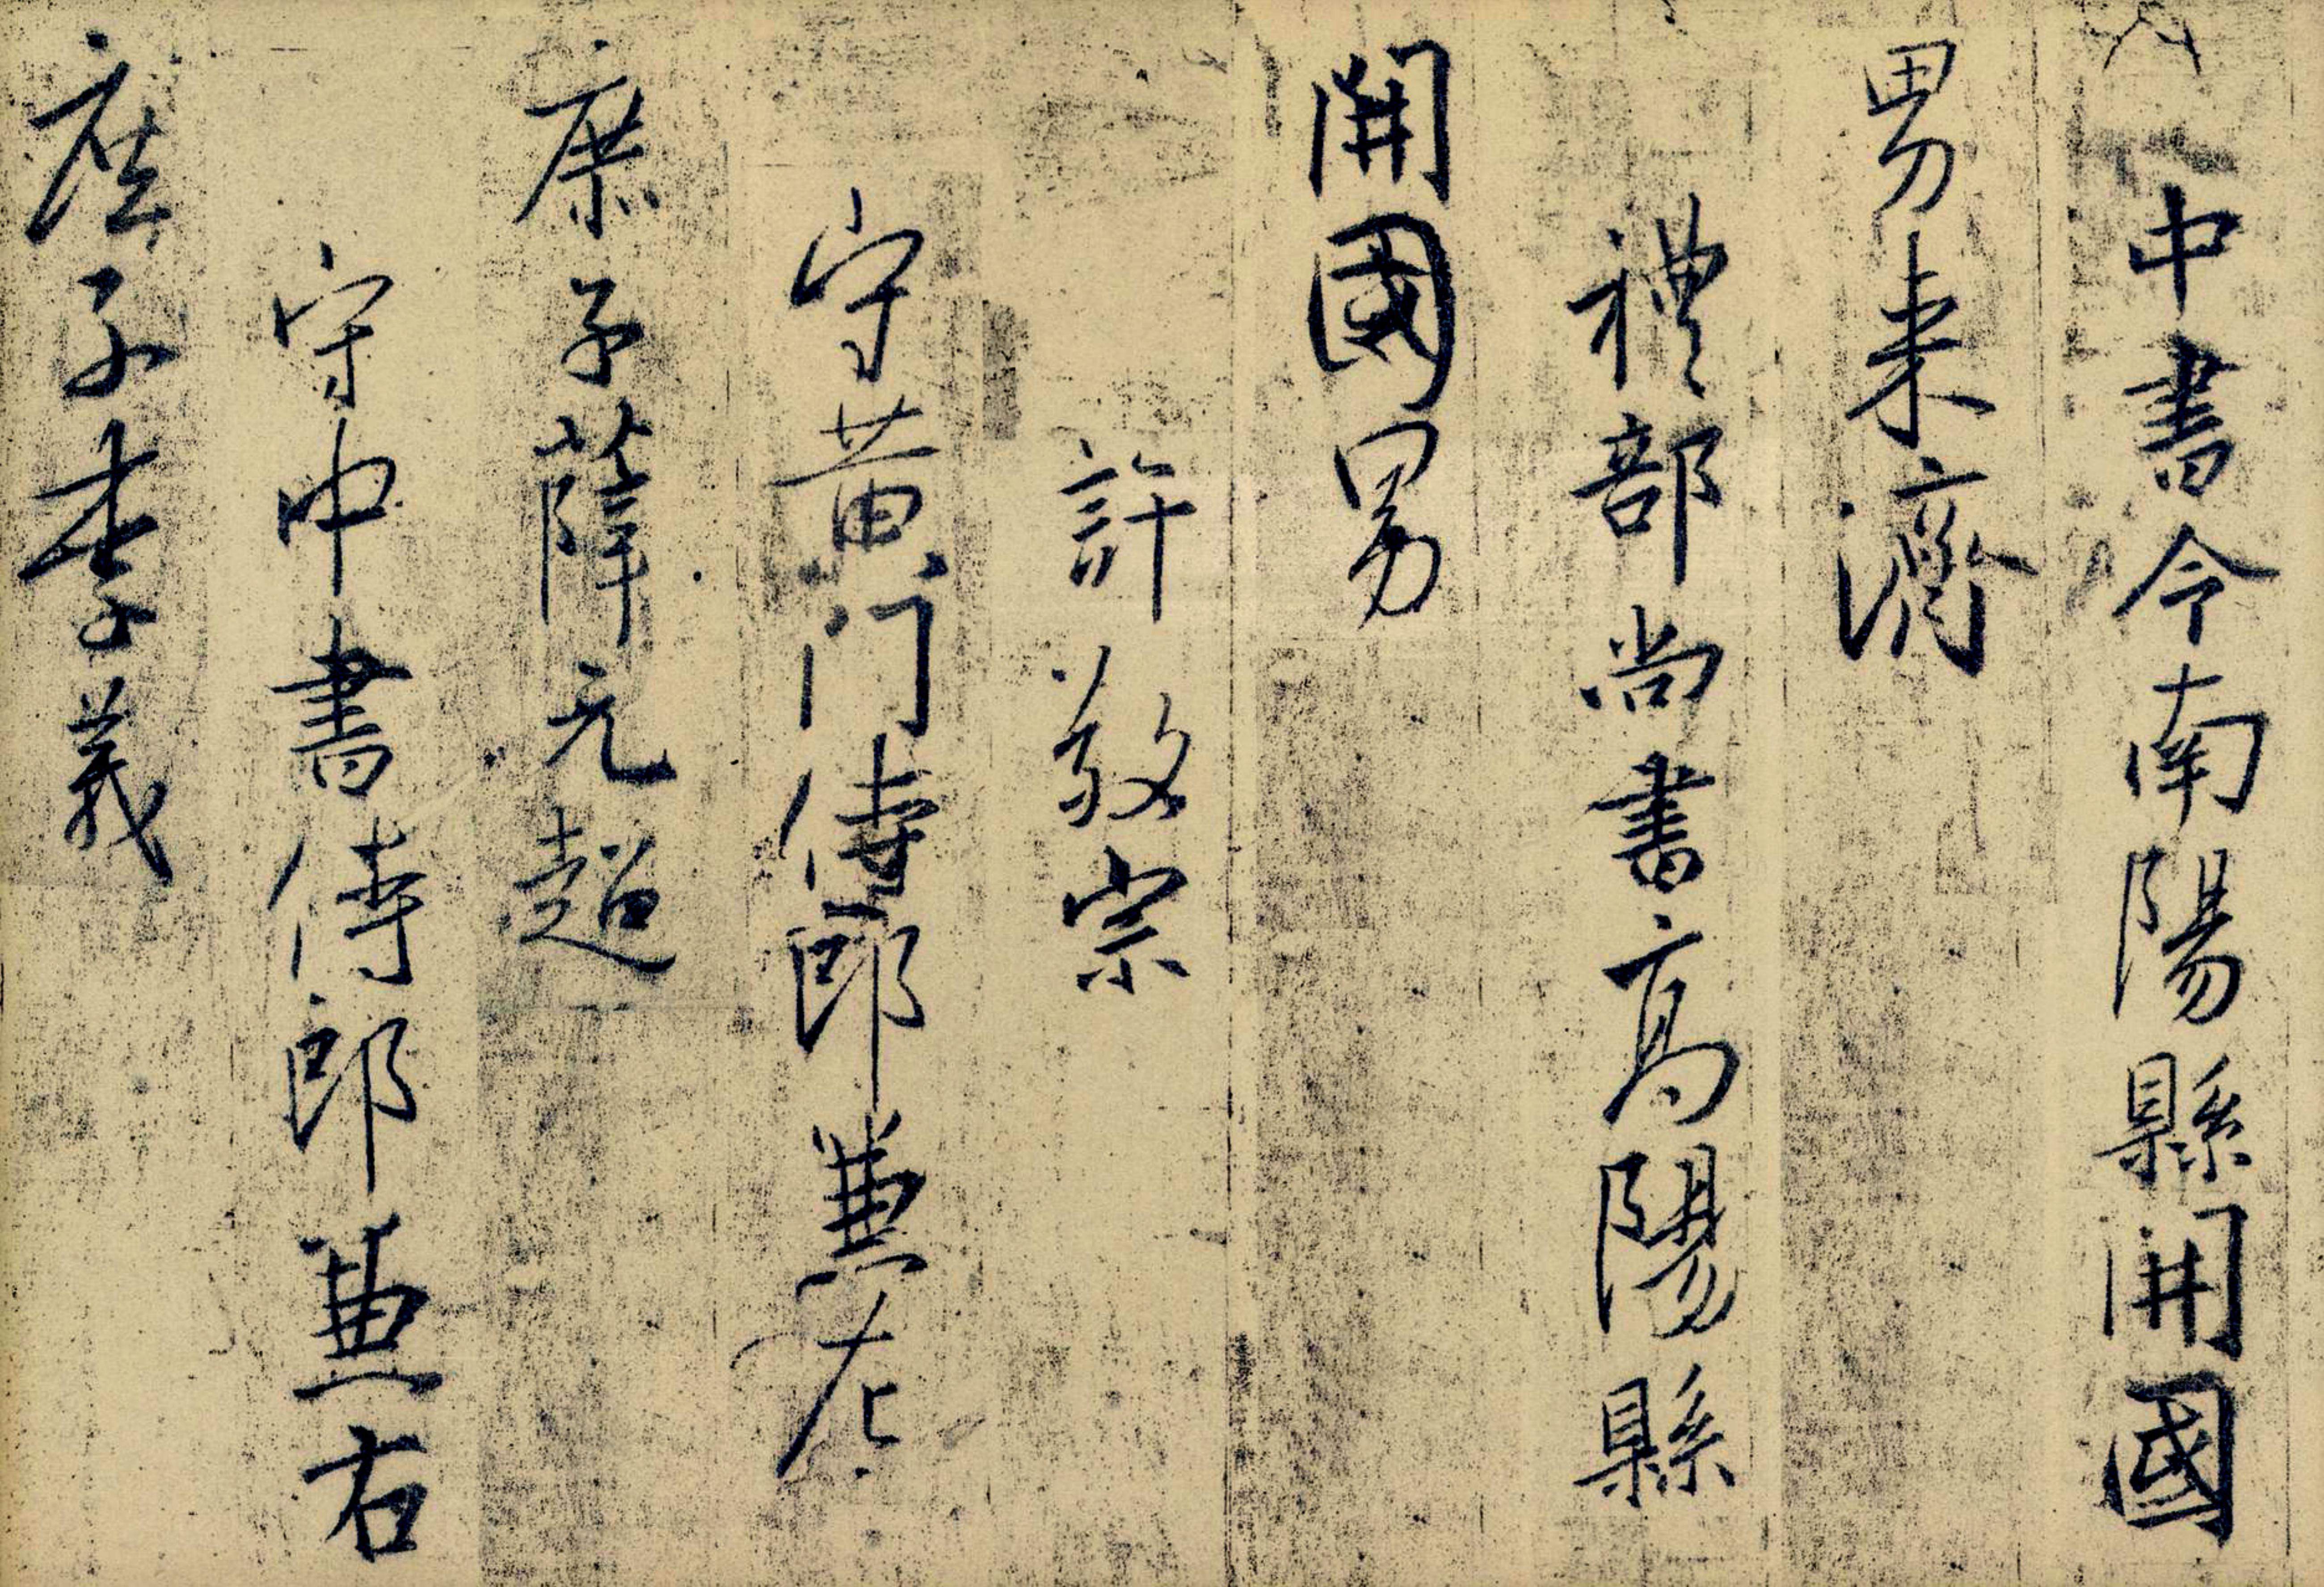 中書令南陽縣開國
男来濟
禮部尚書高陽縣
開國男
許敬宗
守黃門侍郎兼左
庶子薛元超
守中書侍郎兼右
庶子李義